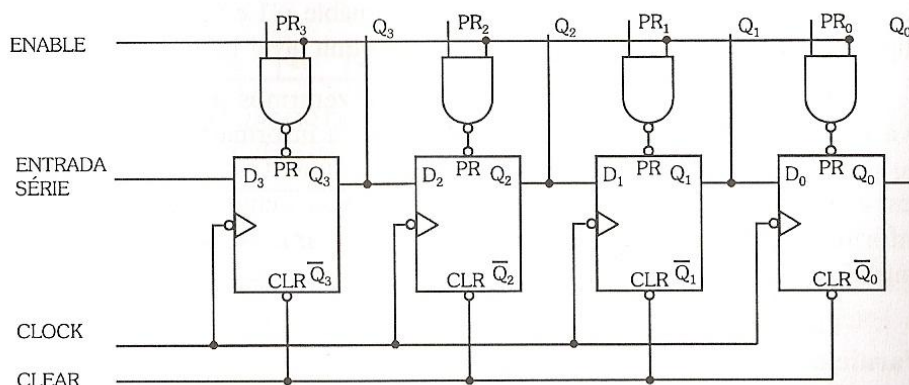 PR₃ Q₃ PR₂ Q₂ PR₁ Q₁ PR₀ Q₀
ENABLE
ENTRADA
SÉRIE
D₃ PR Q₃ D₂ PR Q₂ D₁ PR Q₁ D₀ PR Q₀
CLR Q̅₃ CLR Q̅₂ CLR Q̅₁ CLR Q̅₀
CLOCK
CLEAR